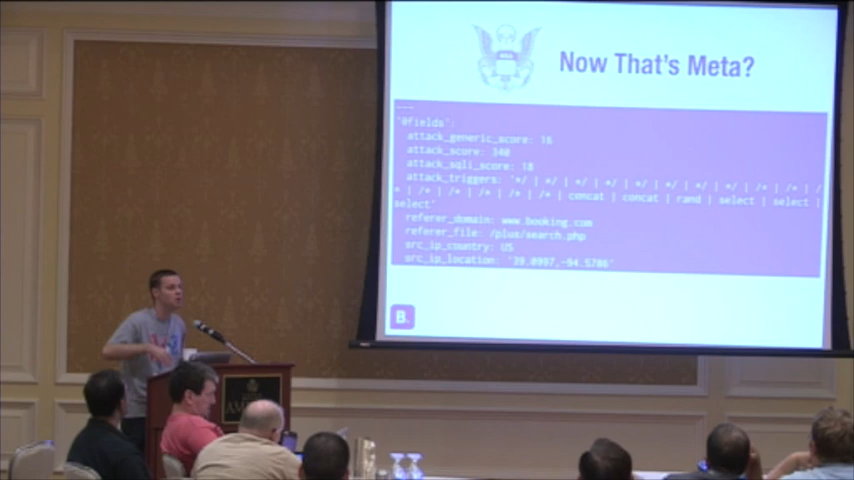 Now That's Meta?
---
'@fields':
attack_generic_score: 16
attack_score: 340
attack_sqli_score: 18
attack_triggers: '*/ | */ | */ | */ | */ | */ | */ | */ | /* | /* | /
* | /* | /* | /* | /* | /* | concat | concat | rand | select | select |
select'
referer_domain: www.booking.com
referer_file: /plus/search.php
src_ip_country: US
src_ip_location: '39.0997,-94.5786'
B.